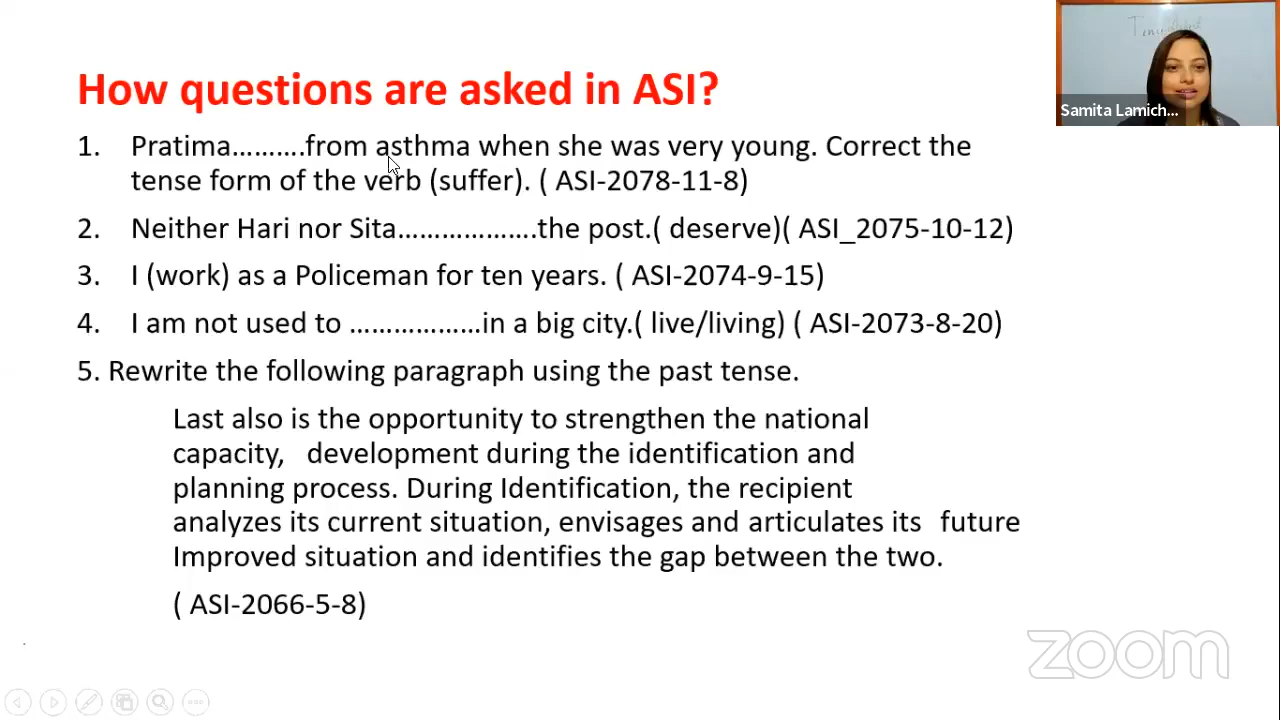 How questions are asked in ASI?
1. Pratima……….from asthma when she was very young. Correct the
tense form of the verb (suffer). ( ASI-2078-11-8)
2. Neither Hari nor Sita……………….the post.( deserve)( ASI_2075-10-12)
3. I (work) as a Policeman for ten years. ( ASI-2074-9-15)
4. I am not used to ………………in a big city.( live/living) ( ASI-2073-8-20)
5. Rewrite the following paragraph using the past tense.
Last also is the opportunity to strengthen the national
capacity, development during the identification and
planning process. During Identification, the recipient
analyzes its current situation, envisages and articulates its future
Improved situation and identifies the gap between the two.
( ASI-2066-5-8)
Samita Lamich...
zoom